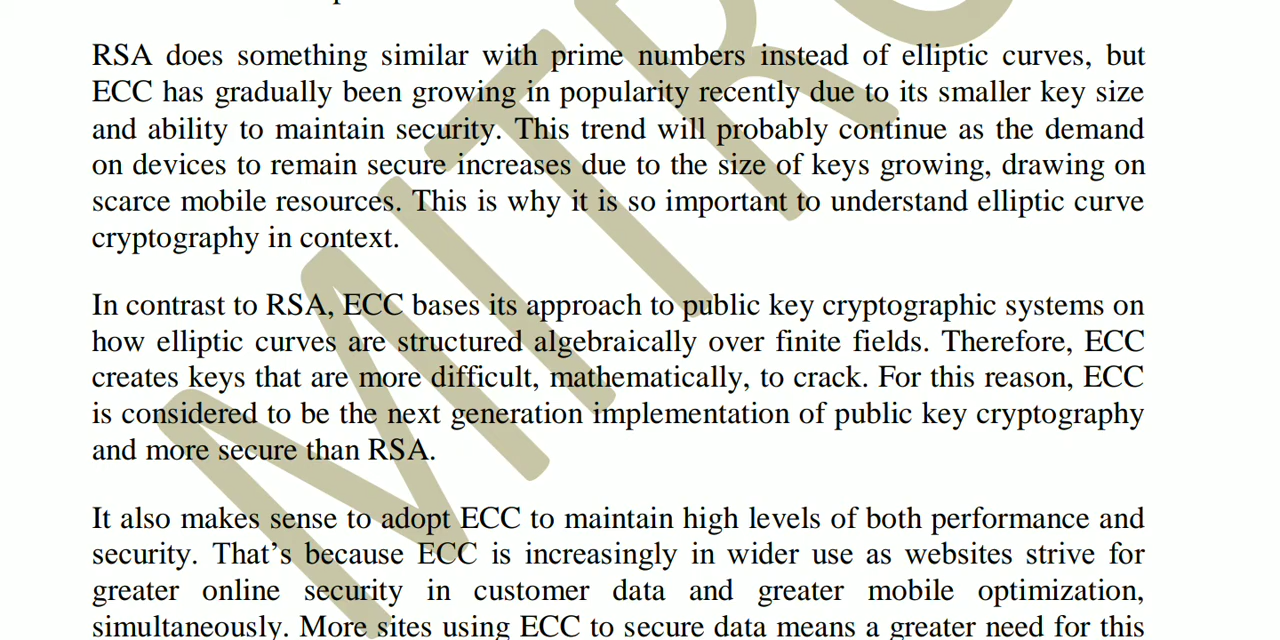 RSA does something similar with prime numbers instead of elliptic curves, but
ECC has gradually been growing in popularity recently due to its smaller key size
and ability to maintain security. This trend will probably continue as the demand
on devices to remain secure increases due to the size of keys growing, drawing on
scarce mobile resources. This is why it is so important to understand elliptic curve
cryptography in context.
In contrast to RSA, ECC bases its approach to public key cryptographic systems on
how elliptic curves are structured algebraically over finite fields. Therefore, ECC
creates keys that are more difficult, mathematically, to crack. For this reason, ECC
is considered to be the next generation implementation of public key cryptography
and more secure than RSA.
It also makes sense to adopt ECC to maintain high levels of both performance and
security. That’s because ECC is increasingly in wider use as websites strive for
greater online security in customer data and greater mobile optimization,
simultaneously. More sites using ECC to secure data means a greater need for this
MITRC